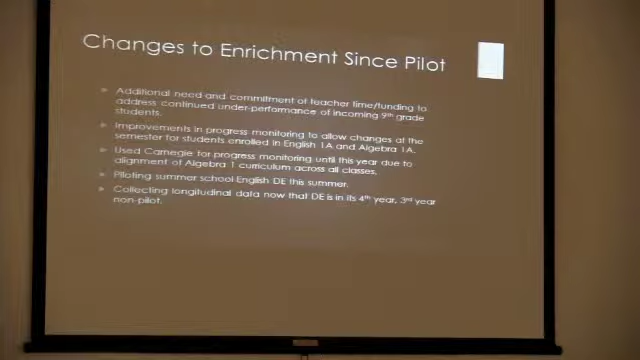 Changes to Enrichment Since Pilot
Additional need and commitment of teacher time/funding to
address continued under-performance of incoming 9th grade
students.
Improvements in progress monitoring to allow changes at the
semester for students enrolled in English 1A and Algebra 1A.
Used Carnegie for progress monitoring until this year due to
alignment of Algebra 1 curriculum across all classes.
Piloting summer school English DE this summer.
Collecting longitudinal data now that DE is in its 4th year, 3rd year
non-pilot.